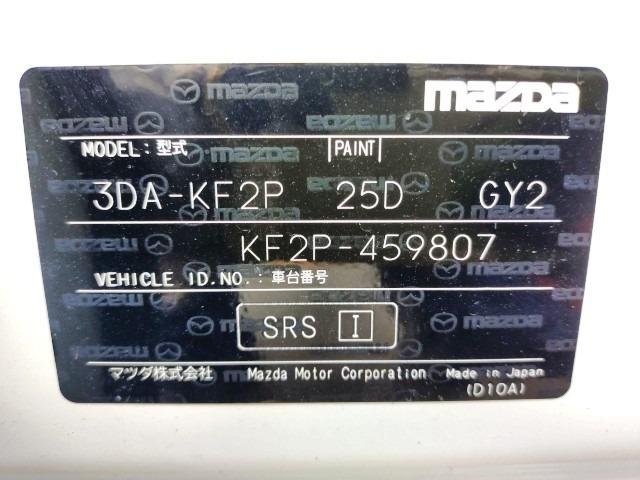 mazda
MODEL: 型式 PAINT
3DA-KF2P 25D GY2
KF2P-459807
VEHICLE ID.NO.: 車台番号
SRS I
マツダ株式会社 Mazda Motor Corporation Made in Japan
(D10A)